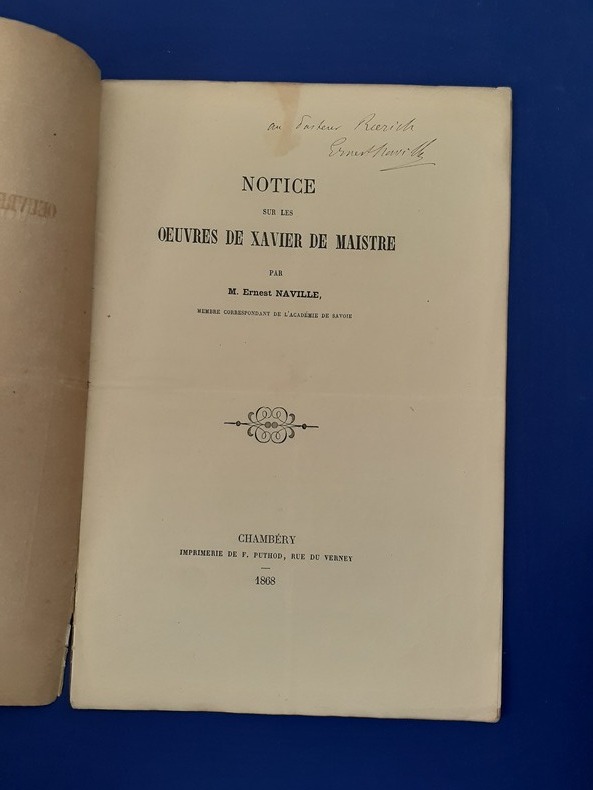 au docteur
Ernest Naville
NOTICE
SUR LES
OEUVRES DE XAVIER DE MAISTRE
PAR
M. Ernest NAVILLE,
MEMBRE CORRESPONDANT DE L'ACADÉMIE DE SAVOIE
CHAMBÉRY
IMPRIMERIE DE F. PUTHOD, RUE DU VERNEY
1868
OEUVRE